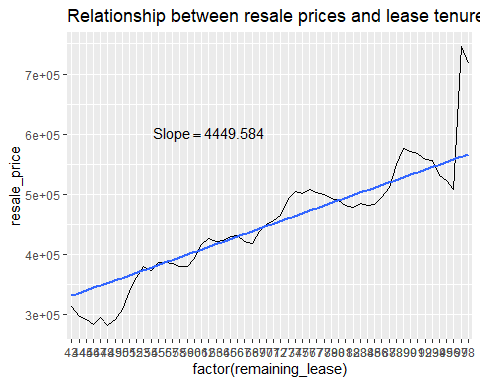 Relationship between resale prices and lease tenure
7e+05
6e+05
5e+05
4e+05
3e+05
resale_price
Slope = 4449.584
factor(remaining_lease)